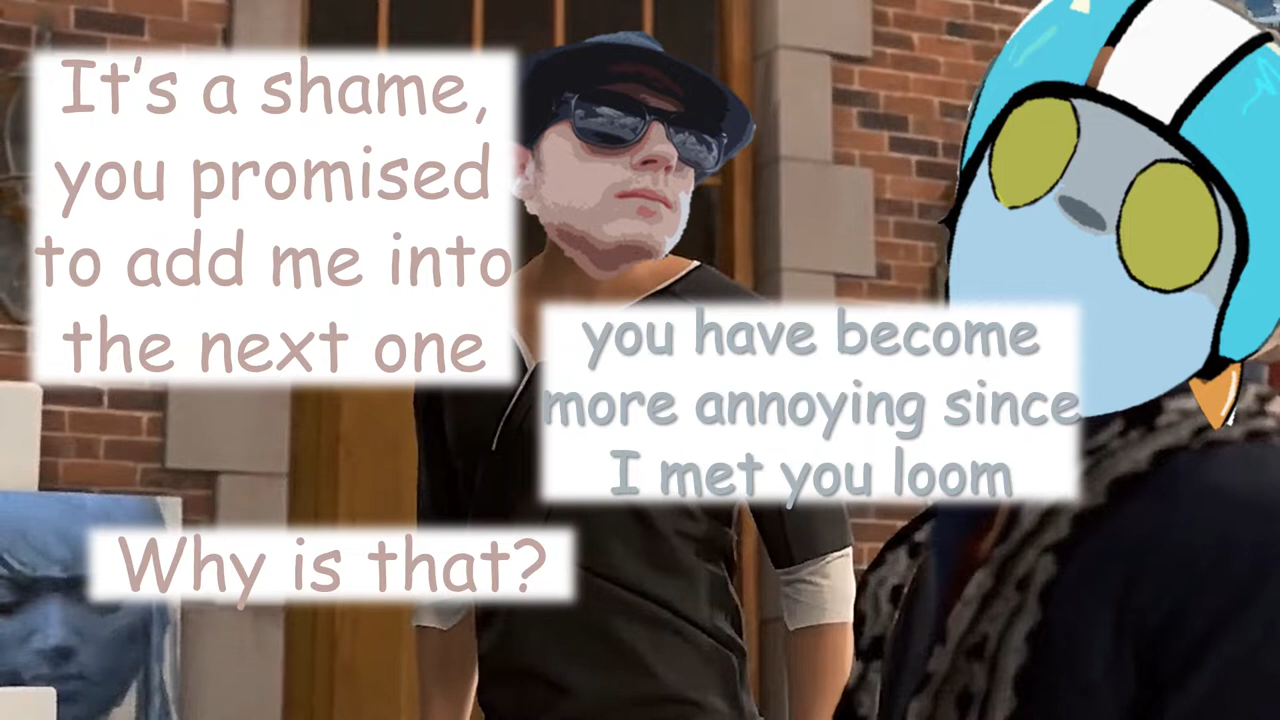 It's a shame,
you promised
to add me into
the next one
you have become
more annoying since
I met you loom
Why is that?